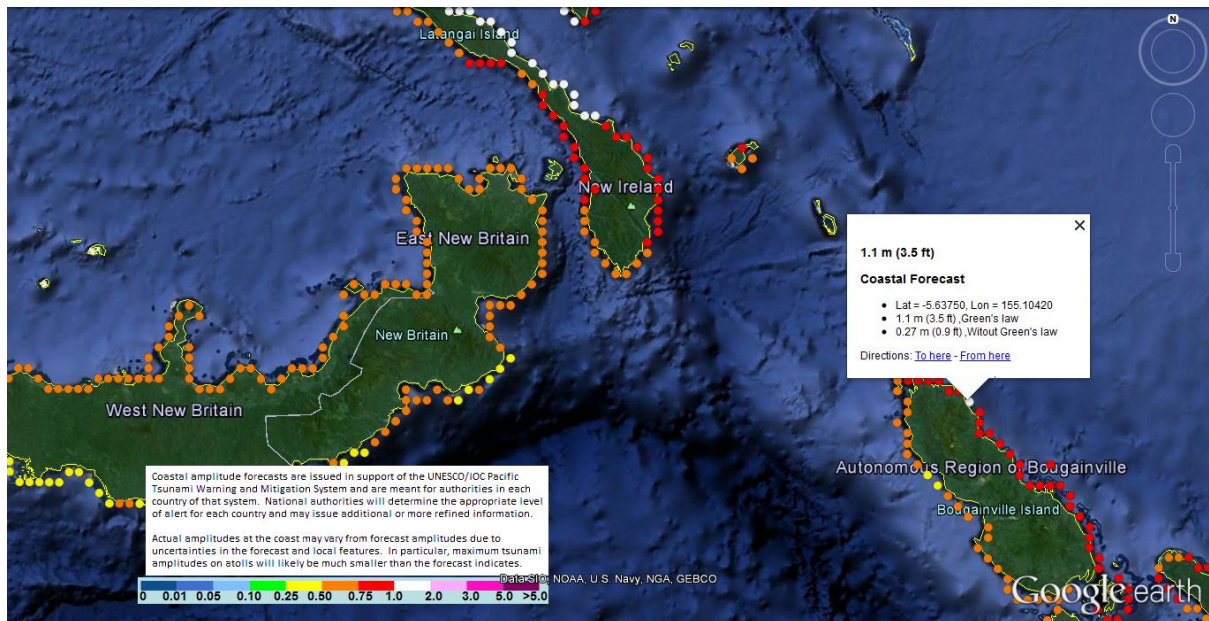 N
Latangai Island
New Ireland
East New Britain
New Britain
West New Britain
1.1 m (3.5 ft)
Coastal Forecast
Lat = -5.63750, Lon = 155.10420
1.1 m (3.5 ft) ,Green's law
0.27 m (0.9 ft) ,Witout Green's law
Directions: To here - From here
Autonomous Region of Bougainville
Bougainville Island
Coastal amplitude forecasts are issued in support of the UNESCO/IOC Pacific
Tsunami Warning and Mitigation System and are meant for authorities in each
country of that system. National authorities will determine the appropriate level
of alert for each country and may issue additional or more refined information.
Actual amplitudes at the coast may vary from forecast amplitudes due to
uncertainties in the forecast and local features. In particular, maximum tsunami
amplitudes on atolls will likely be much smaller than the forecast indicates.
0 0.01 0.05 0.10 0.25 0.50 0.75 1.0 2.0 3.0 5.0 >5.0
Data SIO, NOAA, U.S. Navy, NGA, GEBCO
Google earth